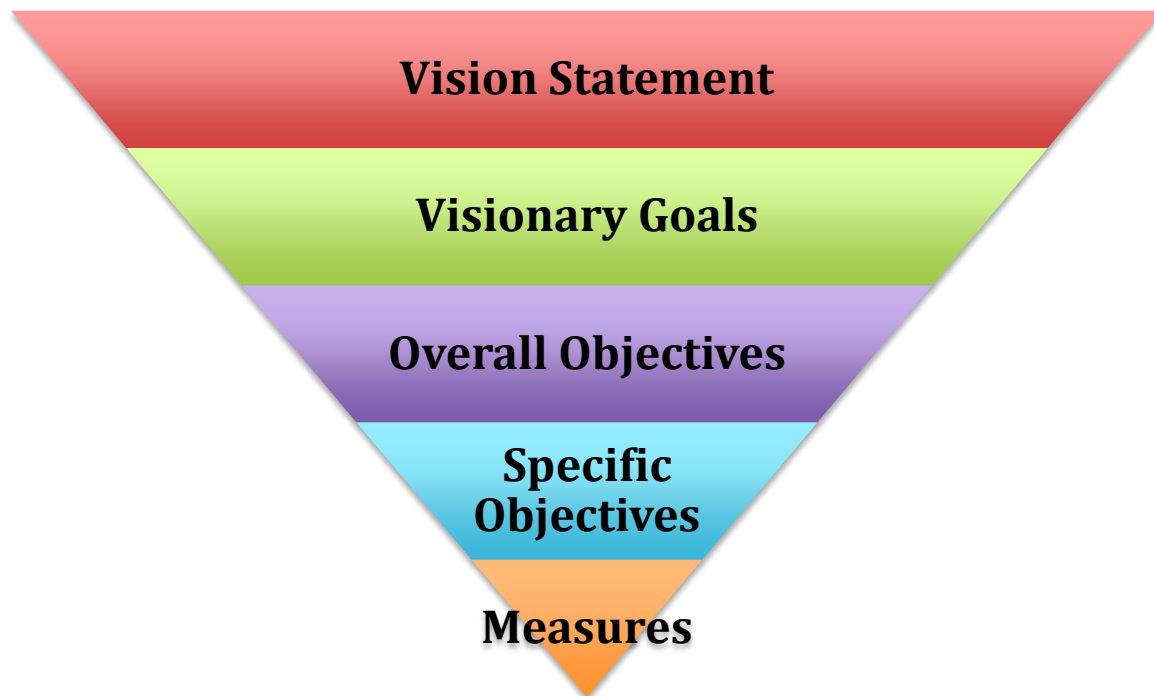 Vision Statement
Visionary Goals
Overall Objectives
Specific
Objectives
Measures